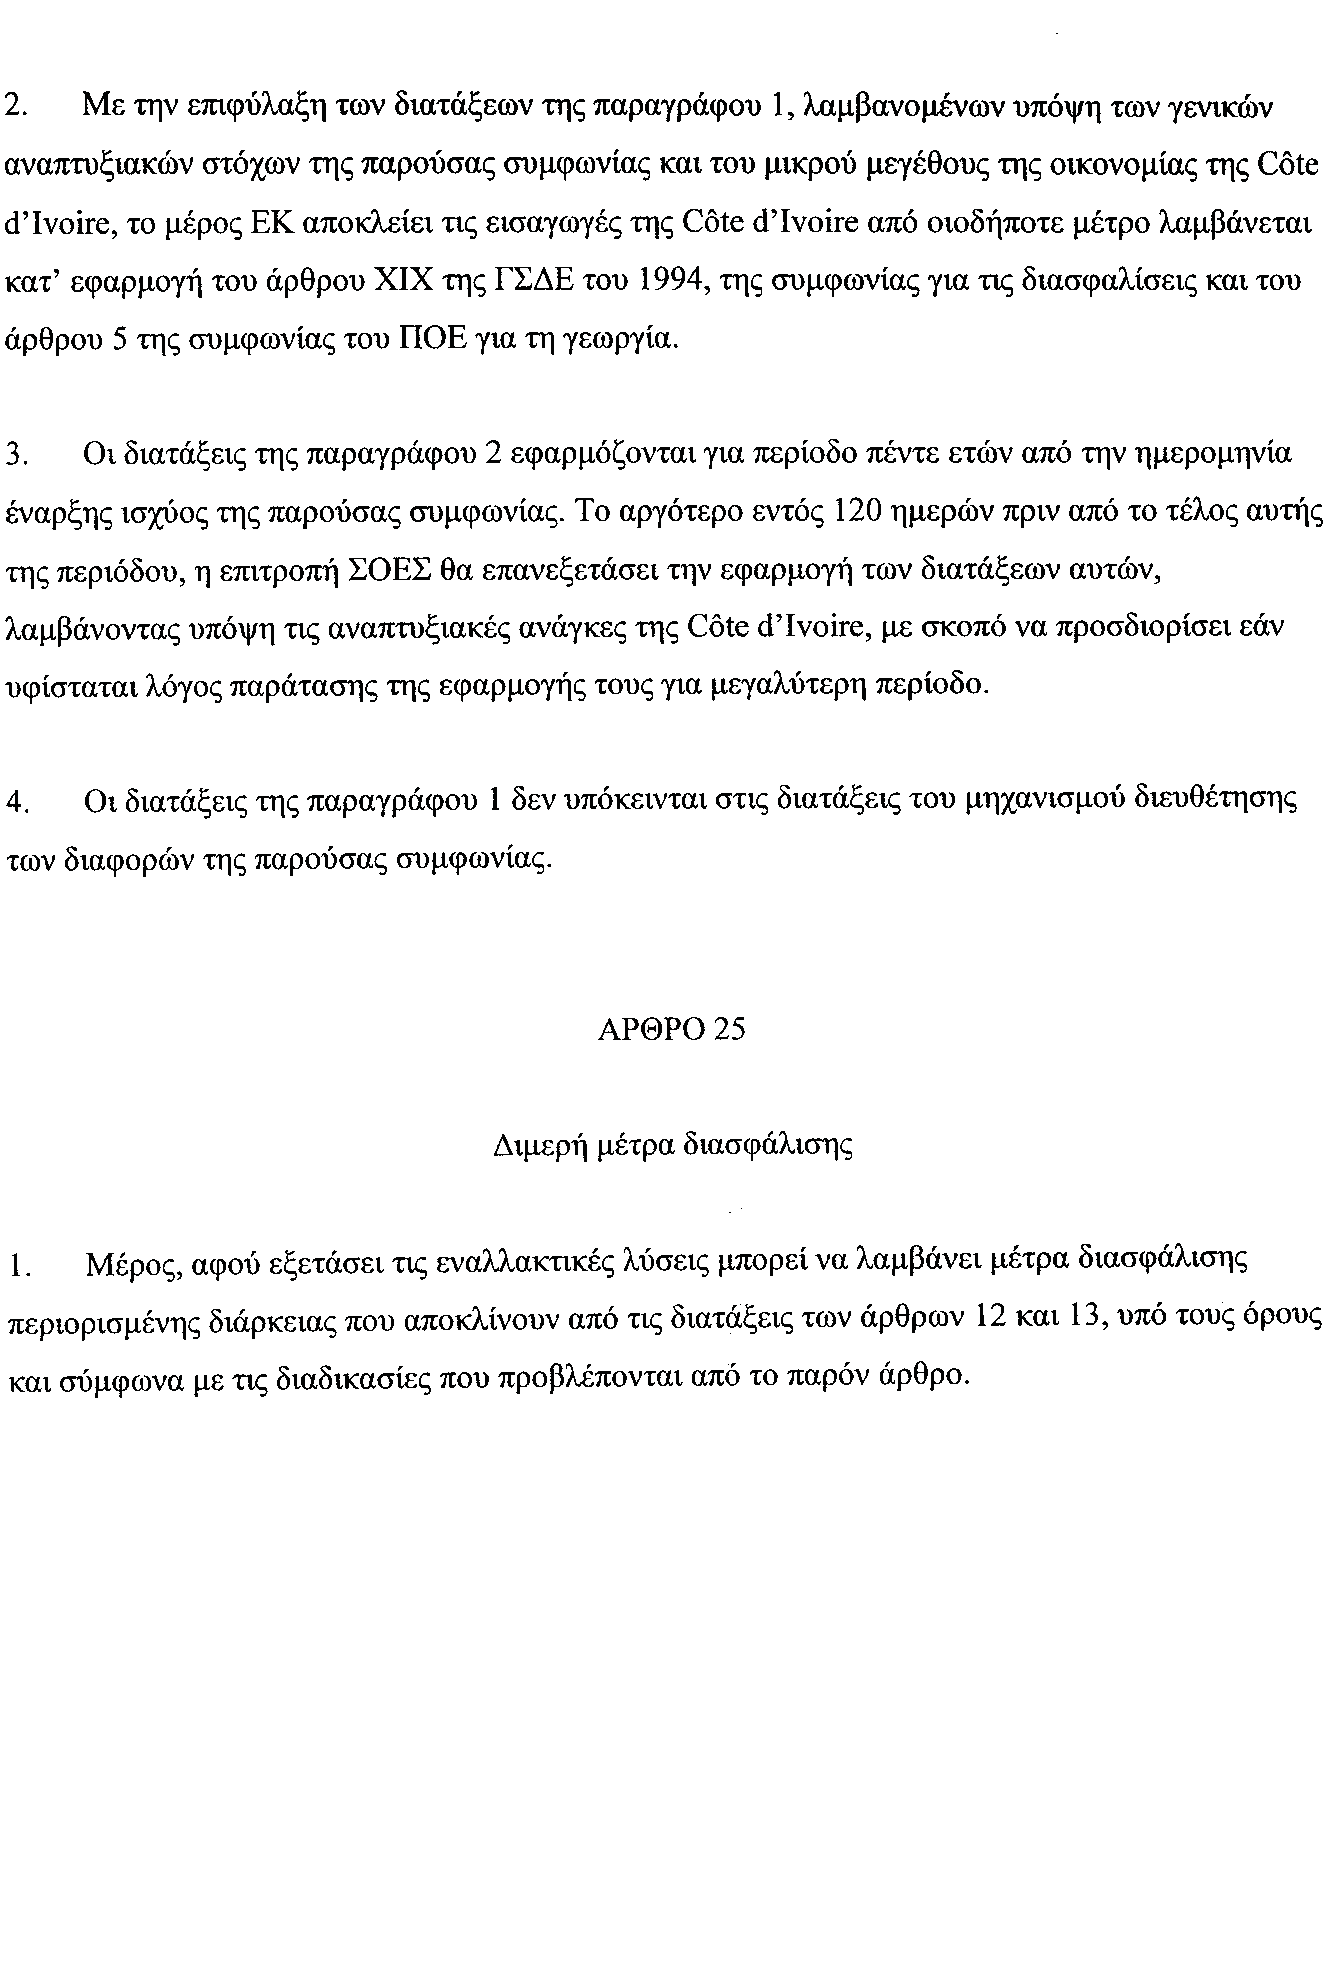 2. Με την επιφύλαξη των διατάξεων της παραγράφου 1, λαμβανομένων υπόψη των γενικών
αναπτυξιακών στόχων της παρούσας συμφωνίας και του μικρού μεγέθους της οικονομίας της Côte
d’Ivoire, το μέρος ΕΚ αποκλείει τις εισαγωγές της Côte d’Ivoire από οιοδήποτε μέτρο λαμβάνεται
κατ’ εφαρμογή του άρθρου XIX της ΓΣΔΕ του 1994, της συμφωνίας για τις διασφαλίσεις και του
άρθρου 5 της συμφωνίας του ΠΟΕ για τη γεωργία.
3. Οι διατάξεις της παραγράφου 2 εφαρμόζονται για περίοδο πέντε ετών από την ημερομηνία
έναρξης ισχύος της παρούσας συμφωνίας. Το αργότερο εντός 120 ημερών πριν από το τέλος αυτής
της περιόδου, η επιτροπή ΣΟΕΣ θα επανεξετάσει την εφαρμογή των διατάξεων αυτών,
λαμβάνοντας υπόψη τις αναπτυξιακές ανάγκες της Côte d’Ivoire, με σκοπό να προσδιορίσει εάν
υφίσταται λόγος παράτασης της εφαρμογής τους για μεγαλύτερη περίοδο.
4. Οι διατάξεις της παραγράφου 1 δεν υπόκεινται στις διατάξεις του μηχανισμού διευθέτησης
των διαφορών της παρούσας συμφωνίας.
ΑΡΘΡΟ 25
Διμερή μέτρα διασφάλισης
1. Μέρος, αφού εξετάσει τις εναλλακτικές λύσεις μπορεί να λαμβάνει μέτρα διασφάλισης
περιορισμένης διάρκειας που αποκλίνουν από τις διατάξεις των άρθρων 12 και 13, υπό τους όρους
και σύμφωνα με τις διαδικασίες που προβλέπονται από το παρόν άρθρο.